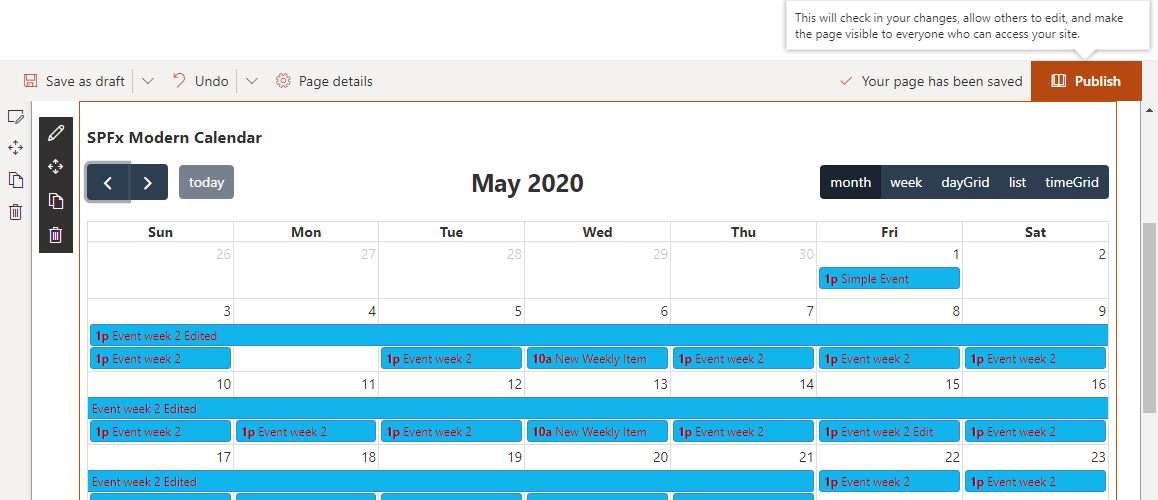 This will check in your changes, allow others to edit, and make
the page visible to everyone who can access your site.
Save as draft Undo Page details Your page has been saved Publish
SPFx Modern Calendar
today May 2020 month week dayGrid list timeGrid
Sun Mon Tue Wed Thu Fri Sat
26 27 28 29 30 1 2
1p Simple Event
3 4 5 6 7 8 9
1p Event week 2 Edited
1p Event week 2 1p Event week 2 10a New Weekly Item 1p Event week 2 1p Event week 2 1p Event week 2
10 11 12 13 14 15 16
Event week 2 Edited
1p Event week 2 1p Event week 2 1p Event week 2 10a New Weekly Item 1p Event week 2 1p Event week 2 Edit 1p Event week 2
17 18 19 20 21 22 23
Event week 2 Edited 1p Event week 2 1p Event week 2